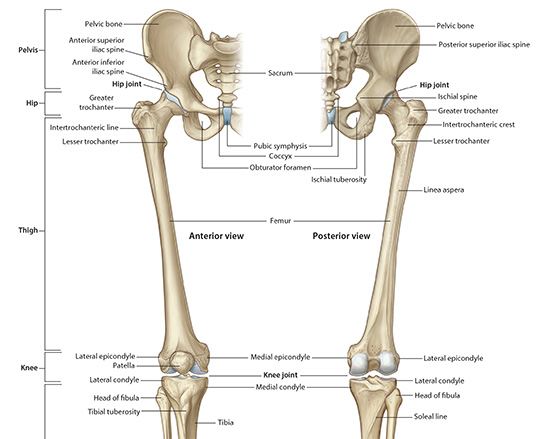 Pelvis
Hip
Thigh
Knee
Pelvic bone
Anterior superior
iliac spine
Anterior inferior
iliac spine
Hip joint
Greater
trochanter
Intertrochanteric line
Lesser trochanter
Sacrum
Pubic symphysis
Coccyx
Obturator foramen
Ischial tuberosity
Pelvic bone
Posterior superior iliac spine
Hip joint
Ischial spine
Greater trochanter
Intertrochanteric crest
Lesser trochanter
Linea aspera
Femur
Anterior view
Posterior view
Lateral epicondyle
Patella
Lateral condyle
Head of fibula
Tibial tuberosity
Tibia
Medial epicondyle
Knee joint
Medial condyle
Lateral epicondyle
Lateral condyle
Head of fibula
Soleal line